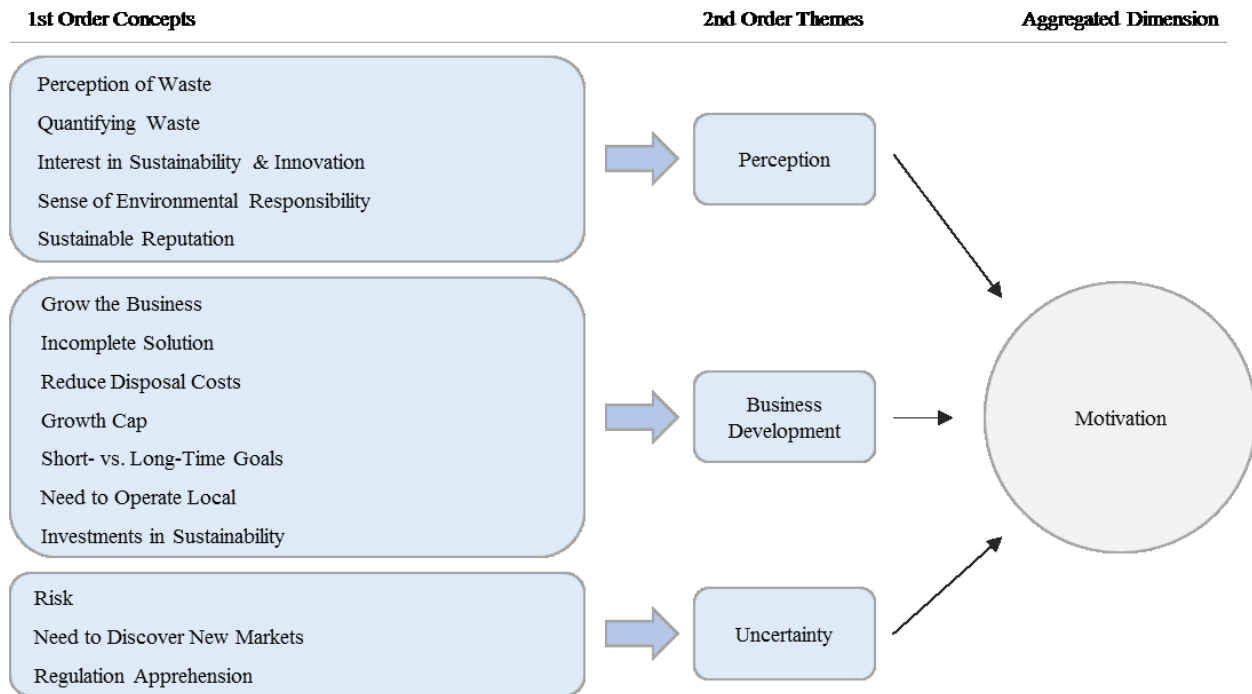 1st Order Concepts
2nd Order Themes
Aggregated Dimension
Perception of Waste
Quantifying Waste
Interest in Sustainability & Innovation
Sense of Environmental Responsibility
Sustainable Reputation
Perception
Grow the Business
Incomplete Solution
Reduce Disposal Costs
Growth Cap
Short- vs. Long-Time Goals
Need to Operate Local
Investments in Sustainability
Business
Development
Motivation
Risk
Need to Discover New Markets
Regulation Apprehension
Uncertainty